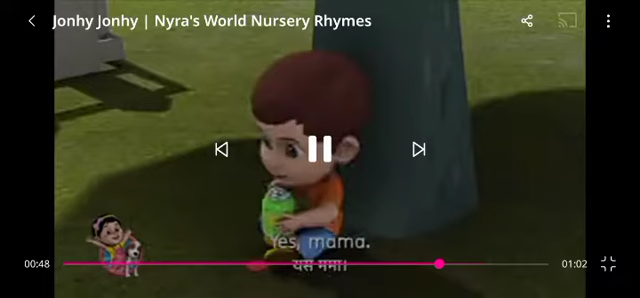 Jonhy Jonhy | Nyra's World Nursery Rhymes
Yes, mama.
00:48
01:02
यस ममा।